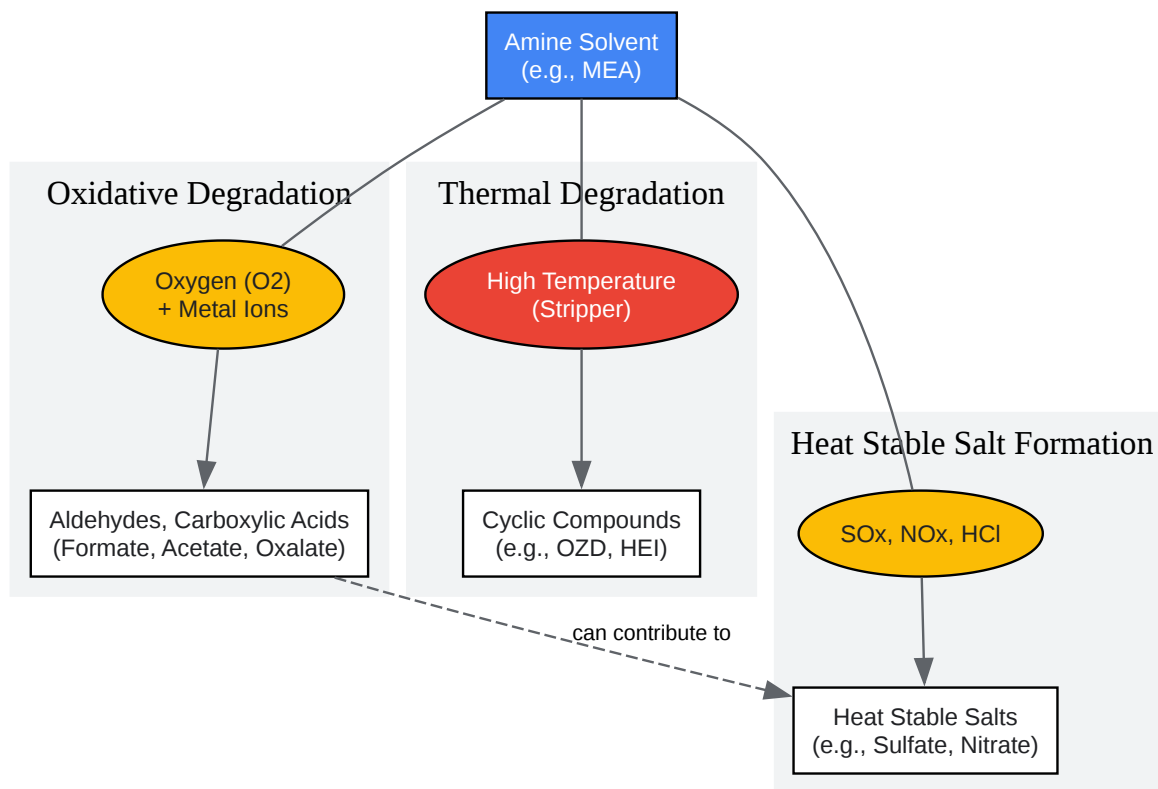 Amine Solvent
(e.g., MEA)
Oxidative Degradation
Thermal Degradation
Oxygen (O2)
+ Metal Ions
High Temperature
(Stripper)
Heat Stable Salt Formation
Aldehydes, Carboxylic Acids
(Formate, Acetate, Oxalate)
Cyclic Compounds
(e.g., OZD, HEI)
SOx, NOx, HCl
can contribute to
Heat Stable Salts
(e.g., Sulfate, Nitrate)